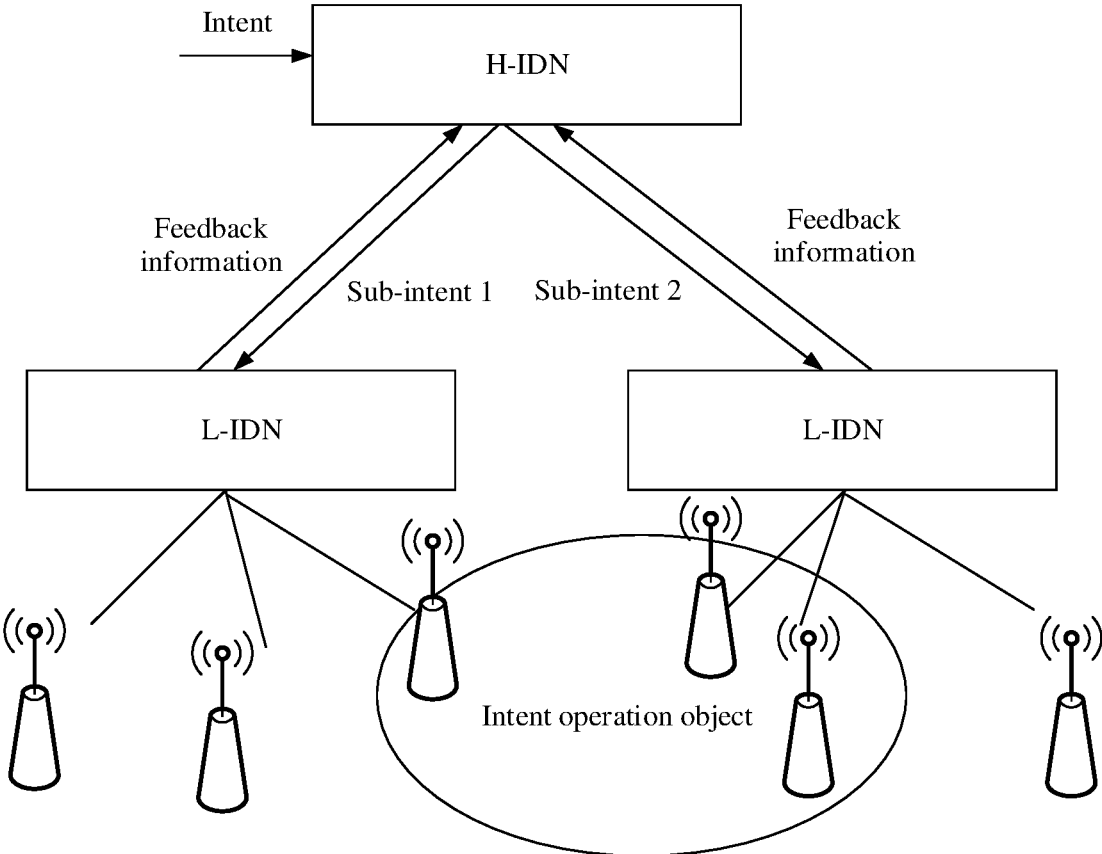 Intent
H-IDN
Feedback
information
Feedback
information
Sub-intent 1
Sub-intent 2
L-IDN
L-IDN
Intent operation object